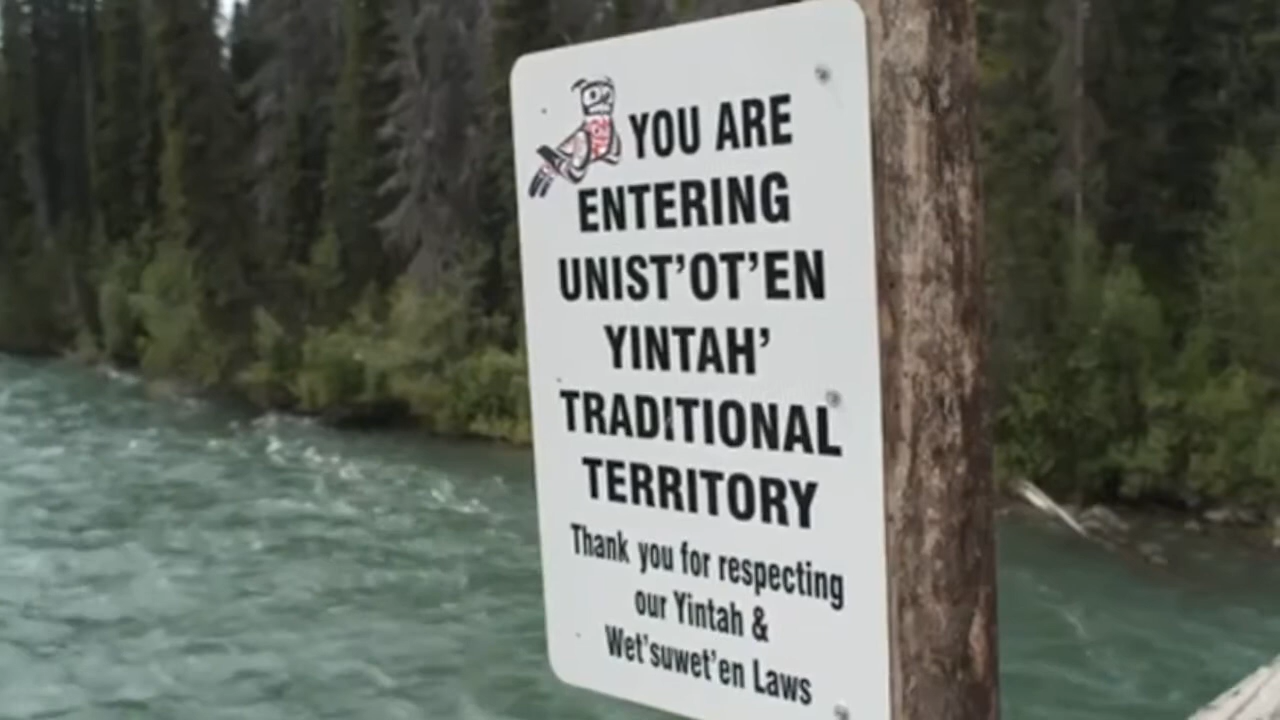 YOU ARE
ENTERING
UNIST'OT'EN
YINTAH'
TRADITIONAL
TERRITORY
Thank you for respecting
our Yintah &
Wet'suwet'en Laws